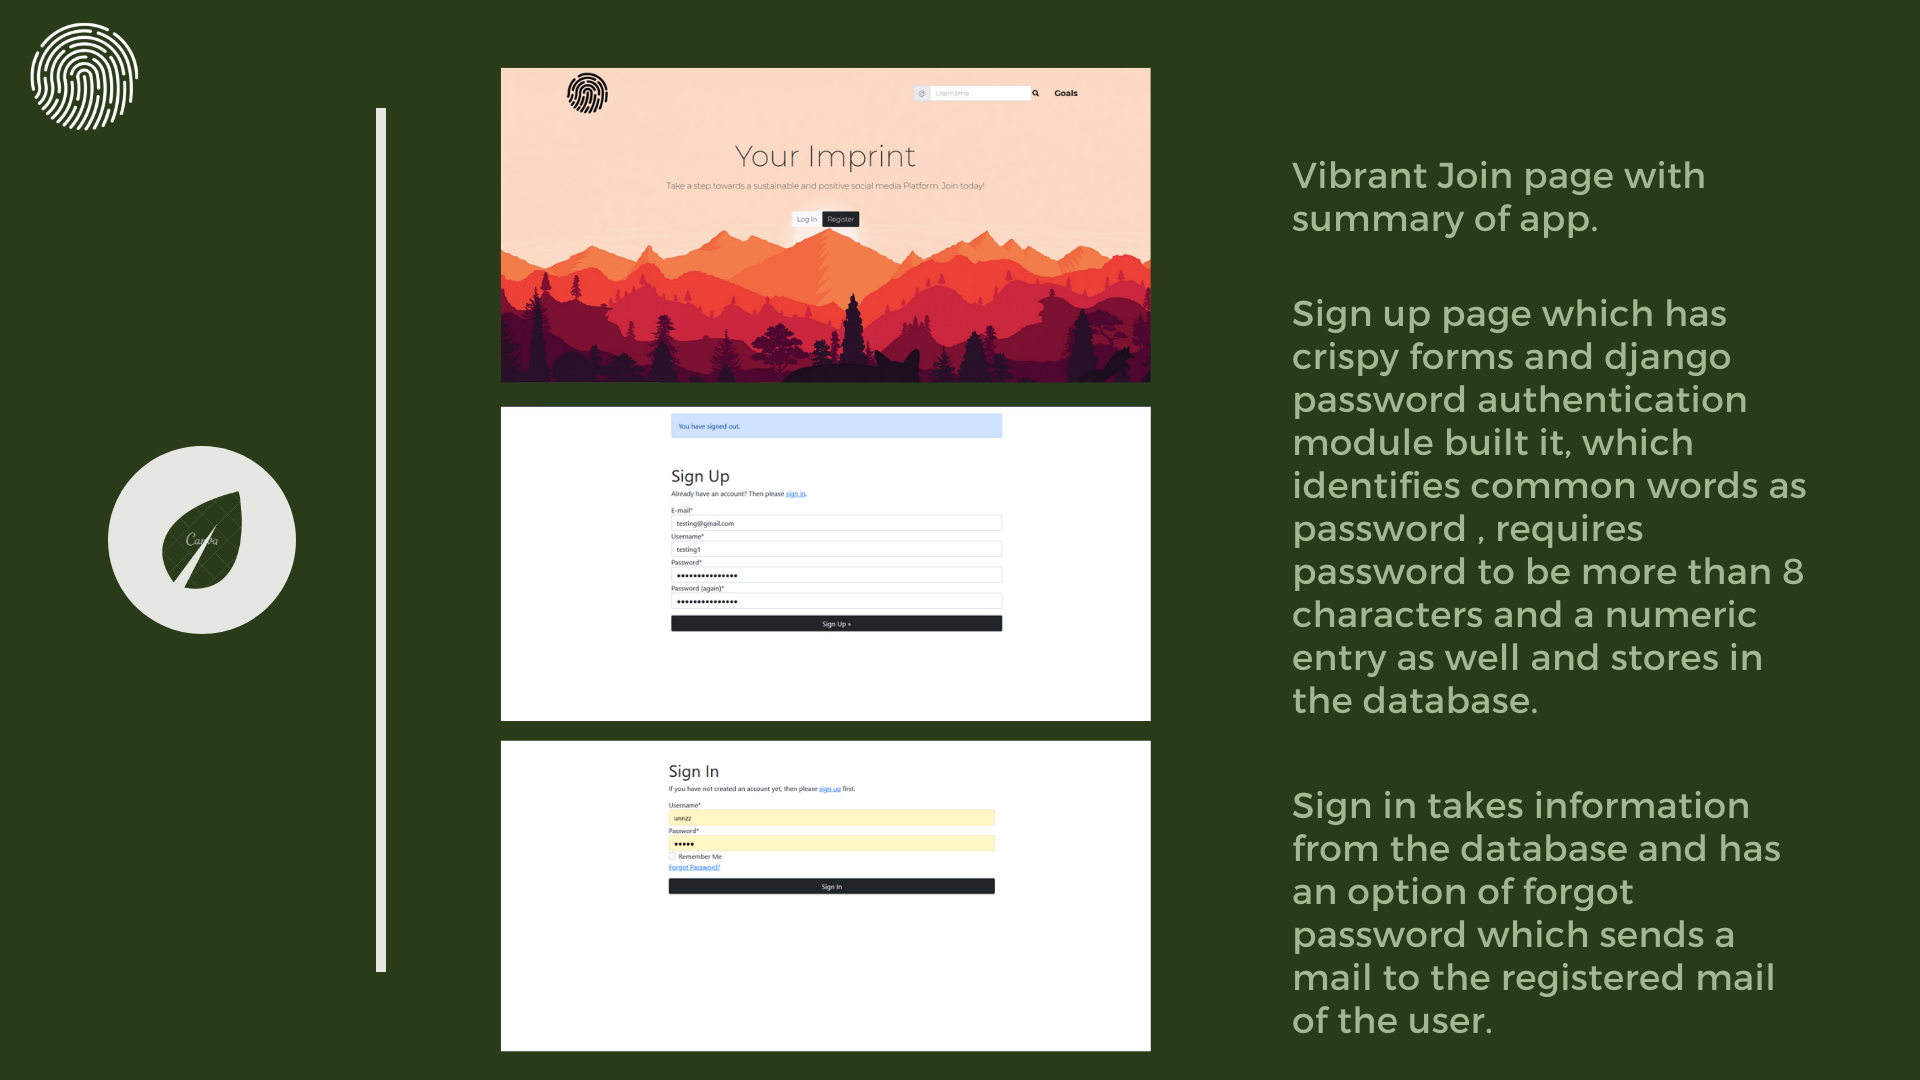 Username
Goals
Your Imprint
Take a step towards a sustainable and positive social media Platform. Join today!
Log In
Register
You have signed out.
Sign Up
Already have an account? Then please sign in.
E-mail*
testing@gmail.com
Username*
testing1
Password*
Password (again)*
Sign Up »
Sign In
If you have not created an account yet, then please sign up first.
Username*
unnzz
Password*
Remember Me
Forgot Password?
Sign In
Canva
Vibrant Join page with
summary of app.
Sign up page which has
crispy forms and django
password authentication
module built it, which
identifies common words as
password , requires
password to be more than 8
characters and a numeric
entry as well and stores in
the database.
Sign in takes information
from the database and has
an option of forgot
password which sends a
mail to the registered mail
of the user.